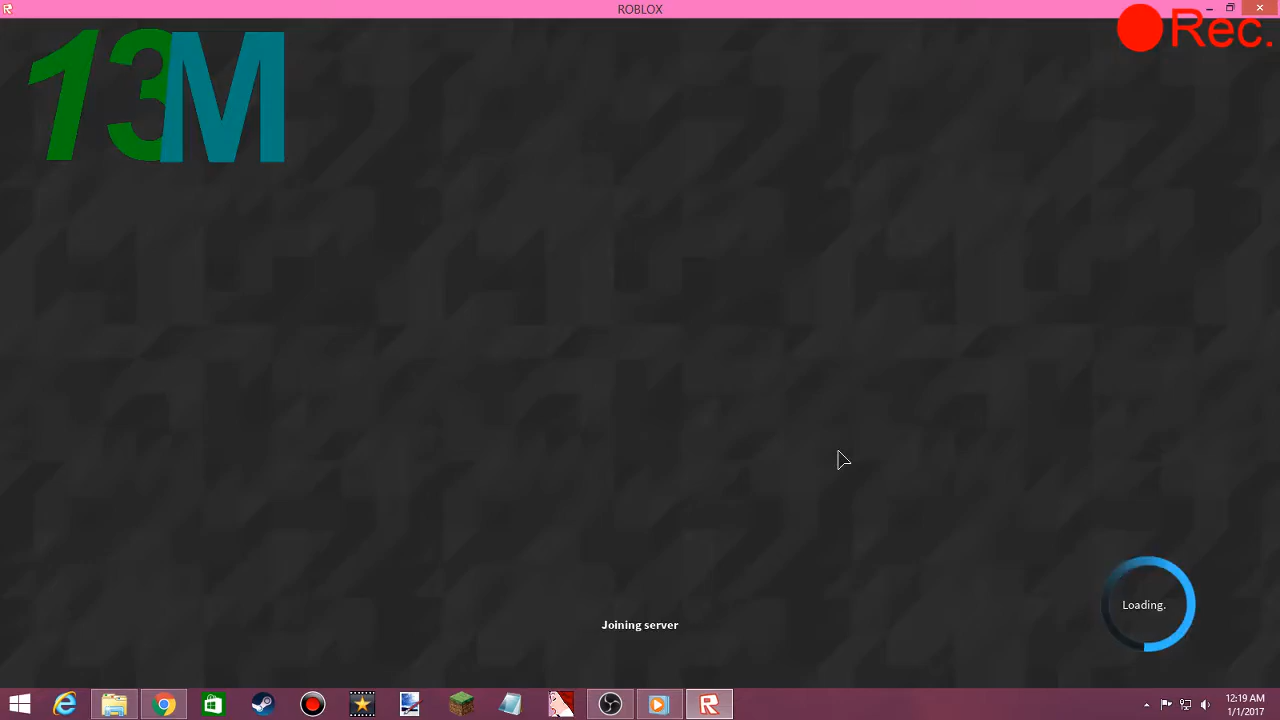 ROBLOX
Rec.
13M
Joining server
Loading.
12:19 AM
1/1/2017